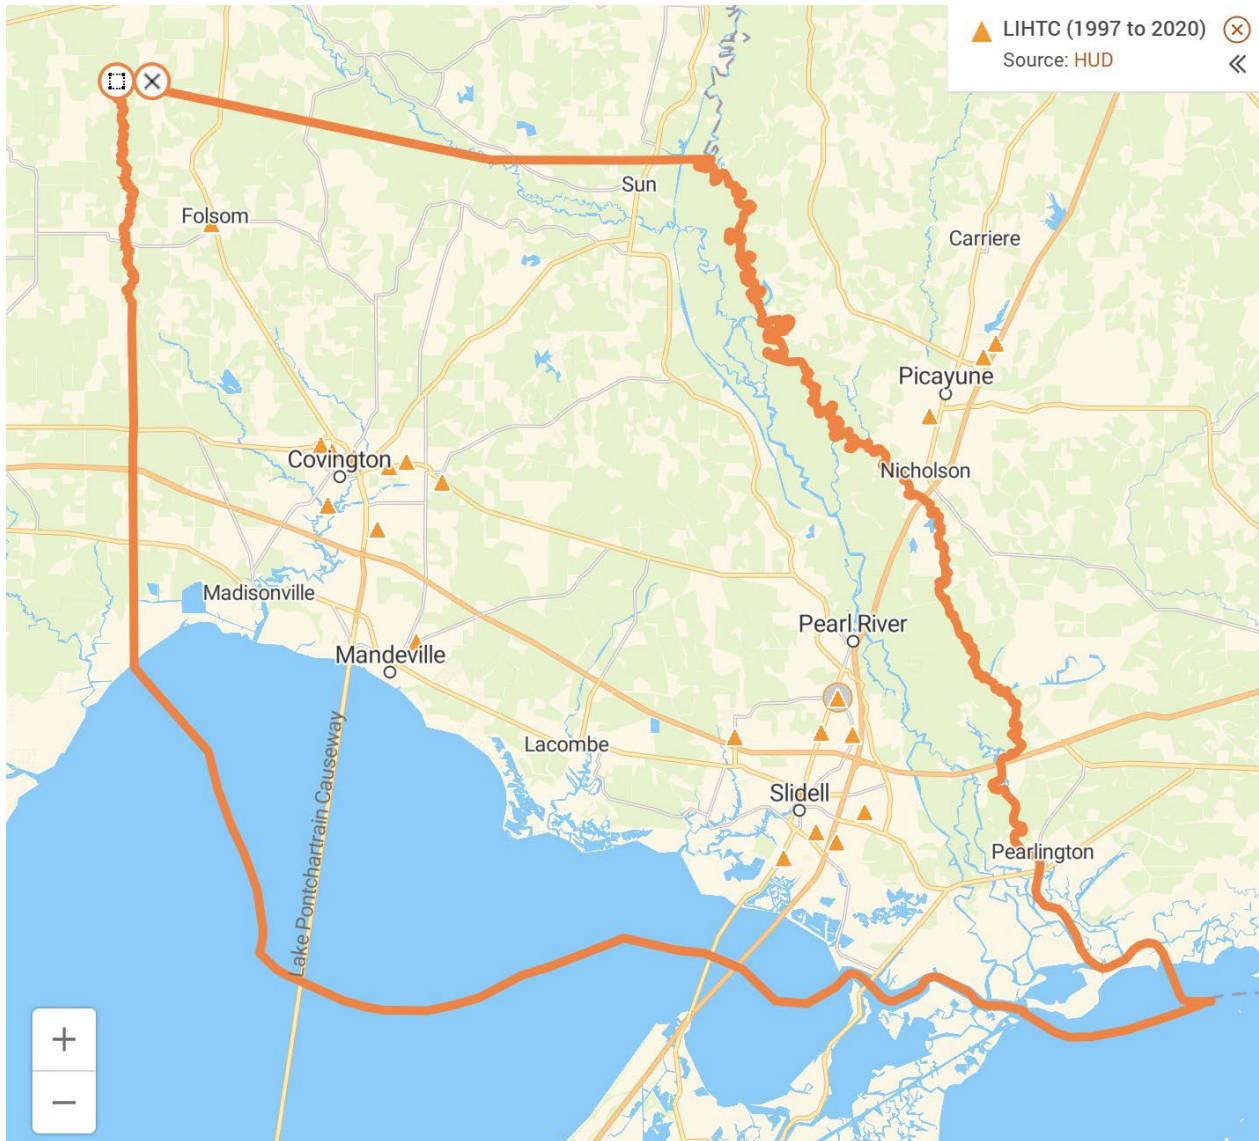 LIHTC (1997 to 2020)
Source: HUD
Sun
Folsom
Carriere
Picayune
Covington
Nicholson
Madisonville
Pearl River
Mandeville
Lacombe
Lake Pontchartrain Causeway
Slidell
Pearlington
+
−